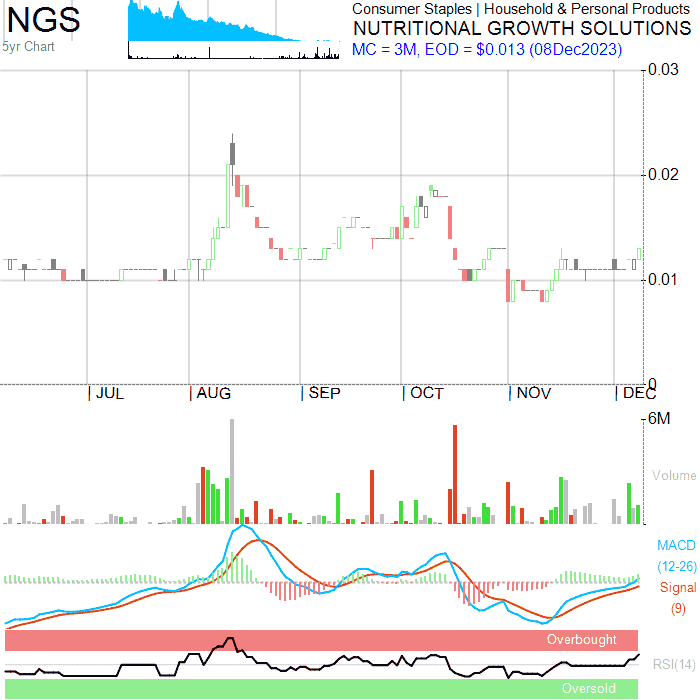 NGS
5yr Chart
Consumer Staples | Household & Personal Products
NUTRITIONAL GROWTH SOLUTIONS
MC = 3M, EOD = $0.013 (08Dec2023)
0.03
0.02
0.01
0
JUL
AUG
SEP
OCT
NOV
DEC
6M
Volume
MACD
(12-26)
Signal
(9)
Overbought
RSI(14)
Oversold